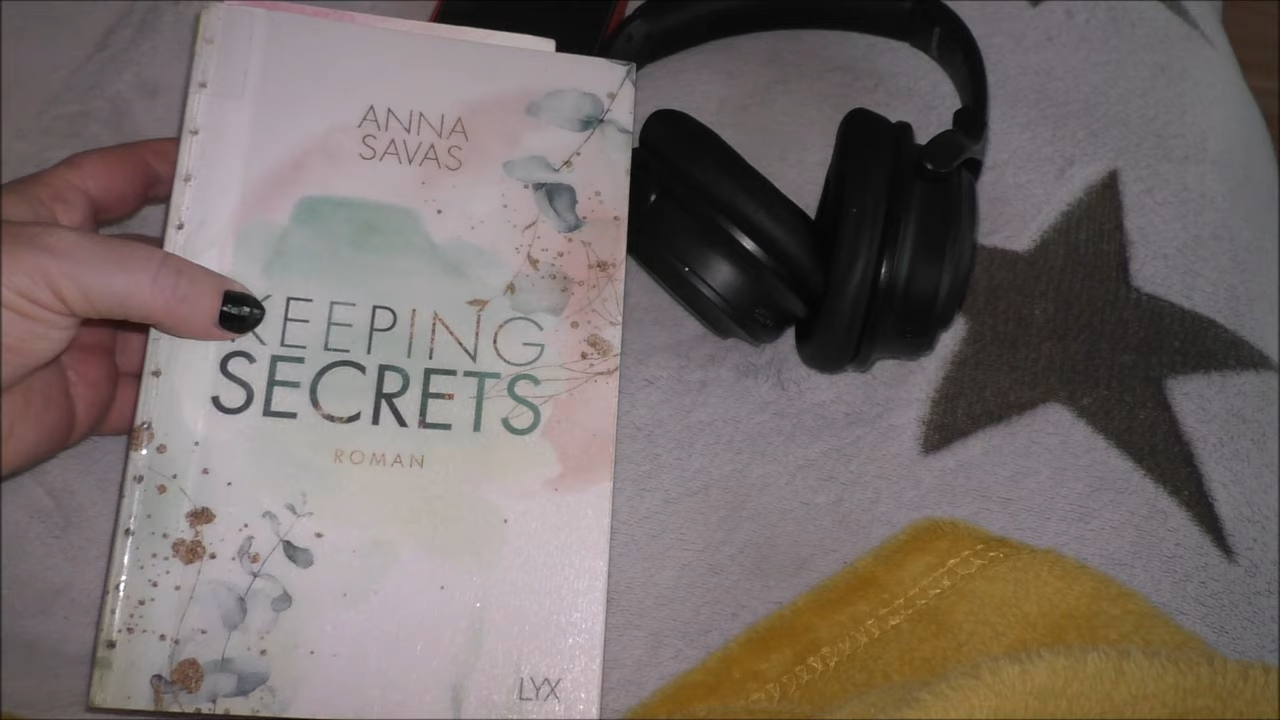 ANNA
SAVAS
KEEPING
SECRETS
ROMAN
LYX